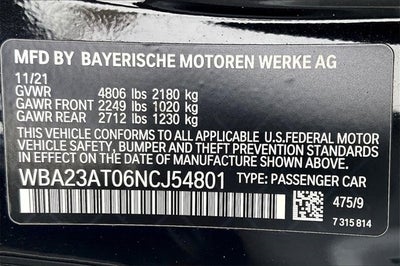 MFD BY BAYERISCHE MOTOREN WERKE AG
11/21
GVWR 4806 lbs 2180 kg
GAWR FRONT 2249 lbs 1020 kg
GAWR REAR 2712 lbs 1230 kg
THIS VEHICLE CONFORMS TO ALL APPLICABLE U.S. FEDERAL MOTOR
VEHICLE SAFETY, BUMPER AND THEFT PREVENTION STANDARDS
IN EFFECT ON THE DATE OF MANUFACTURE SHOWN ABOVE.
WBA23AT06NCJ54801 TYPE: PASSENGER CAR
475/9
7 315 814